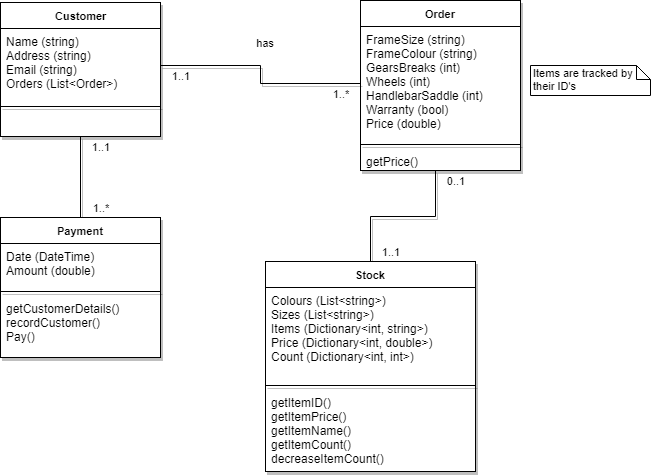 Customer
Name (string)
Address (string)
Email (string)
Orders (List<Order>)
has
1..1
1..*
Order
FrameSize (string)
FrameColour (string)
GearsBreaks (int)
Wheels (int)
HandlebarSaddle (int)
Warranty (bool)
Price (double)
getPrice()
Items are tracked by
their ID's
1..1
1..*
0..1
1..1
Payment
Date (DateTime)
Amount (double)
getCustomerDetails()
recordCustomer()
Pay()
Stock
Colours (List<string>)
Sizes (List<string>)
Items (Dictionary<int, string>)
Price (Dictionary<int, double>)
Count (Dictionary<int, int>)
getItemID()
getItemPrice()
getItemName()
getItemCount()
decreaseItemCount()